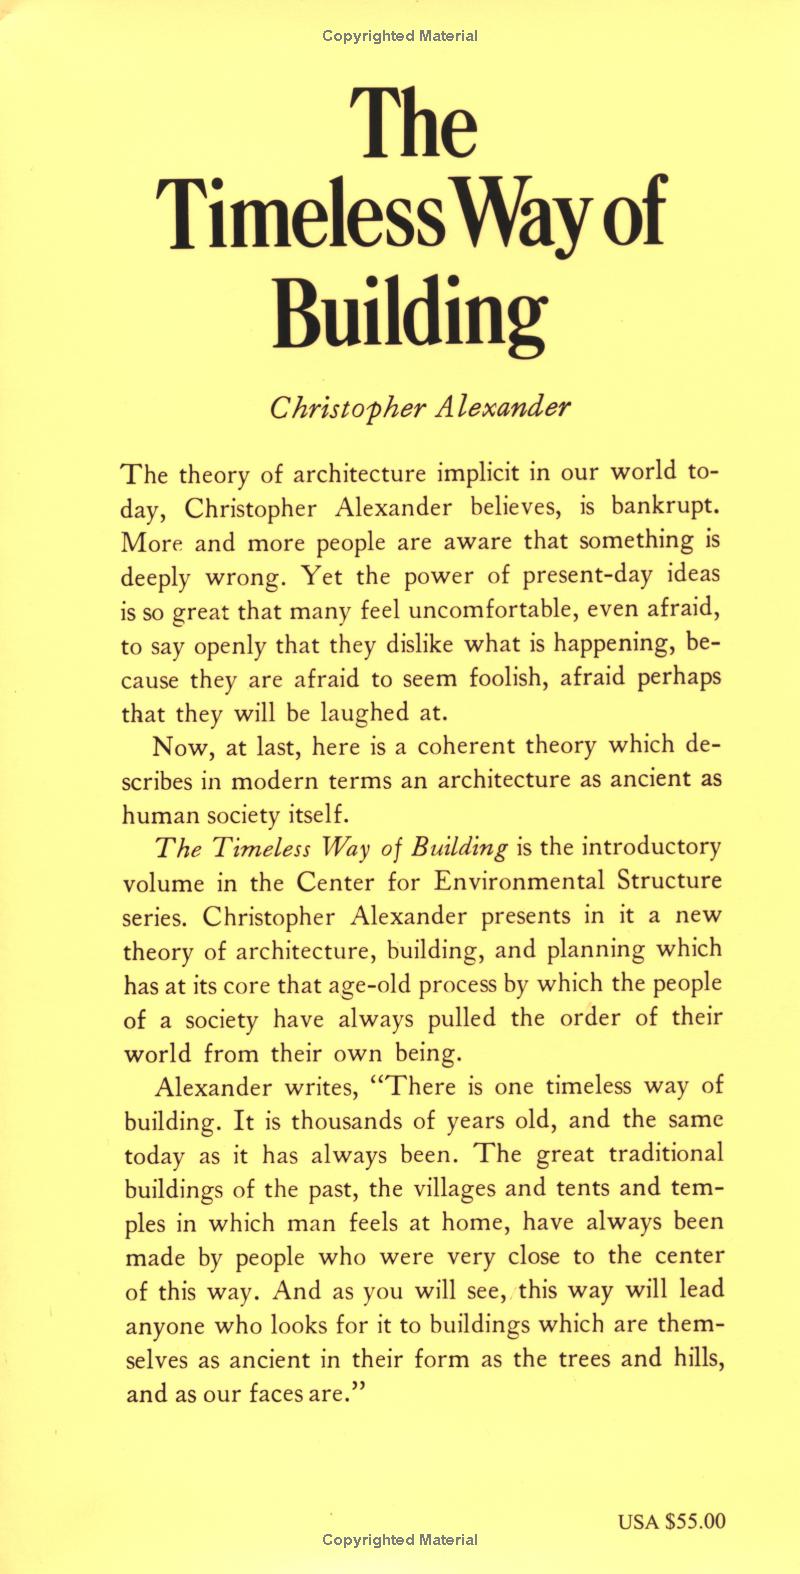 Copyrighted Material
The
Timeless Way of
Building
Christopher Alexander
The theory of architecture implicit in our world to-
day, Christopher Alexander believes, is bankrupt.
More and more people are aware that something is
deeply wrong. Yet the power of present-day ideas
is so great that many feel uncomfortable, even afraid,
to say openly that they dislike what is happening, be-
cause they are afraid to seem foolish, afraid perhaps
that they will be laughed at.
Now, at last, here is a coherent theory which de-
scribes in modern terms an architecture as ancient as
human society itself.
The Timeless Way of Building is the introductory
volume in the Center for Environmental Structure
series. Christopher Alexander presents in it a new
theory of architecture, building, and planning which
has at its core that age-old process by which the people
of a society have always pulled the order of their
world from their own being.
Alexander writes, “There is one timeless way of
building. It is thousands of years old, and the same
today as it has always been. The great traditional
buildings of the past, the villages and tents and tem-
ples in which man feels at home, have always been
made by people who were very close to the center
of this way. And as you will see, this way will lead
anyone who looks for it to buildings which are them-
selves as ancient in their form as the trees and hills,
and as our faces are.”
USA $55.00
Copyrighted Material